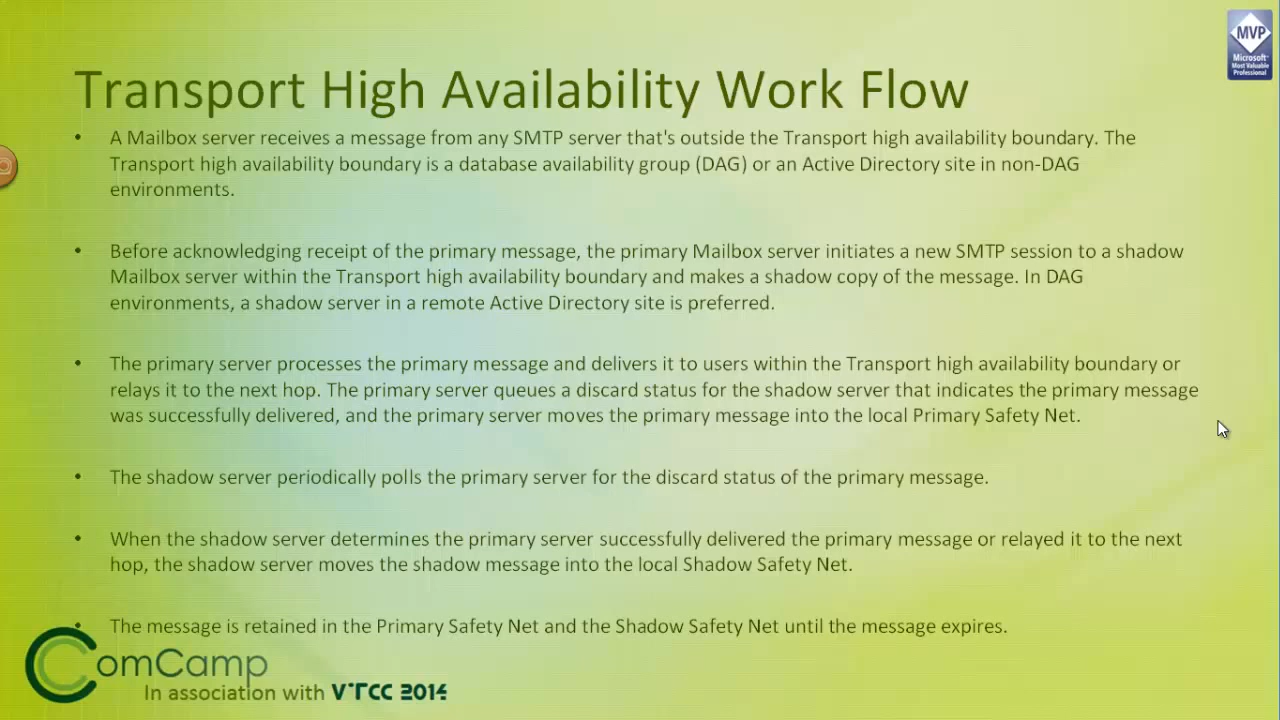 MVP
Microsoft
Most Valuable
Professional
Transport High Availability Work Flow
• A Mailbox server receives a message from any SMTP server that's outside the Transport high availability boundary. The
Transport high availability boundary is a database availability group (DAG) or an Active Directory site in non-DAG
environments.
• Before acknowledging receipt of the primary message, the primary Mailbox server initiates a new SMTP session to a shadow
Mailbox server within the Transport high availability boundary and makes a shadow copy of the message. In DAG
environments, a shadow server in a remote Active Directory site is preferred.
• The primary server processes the primary message and delivers it to users within the Transport high availability boundary or
relays it to the next hop. The primary server queues a discard status for the shadow server that indicates the primary message
was successfully delivered, and the primary server moves the primary message into the local Primary Safety Net.
• The shadow server periodically polls the primary server for the discard status of the primary message.
• When the shadow server determines the primary server successfully delivered the primary message or relayed it to the next
hop, the shadow server moves the shadow message into the local Shadow Safety Net.
• The message is retained in the Primary Safety Net and the Shadow Safety Net until the message expires.
ComCamp
In association with VTCC 2014